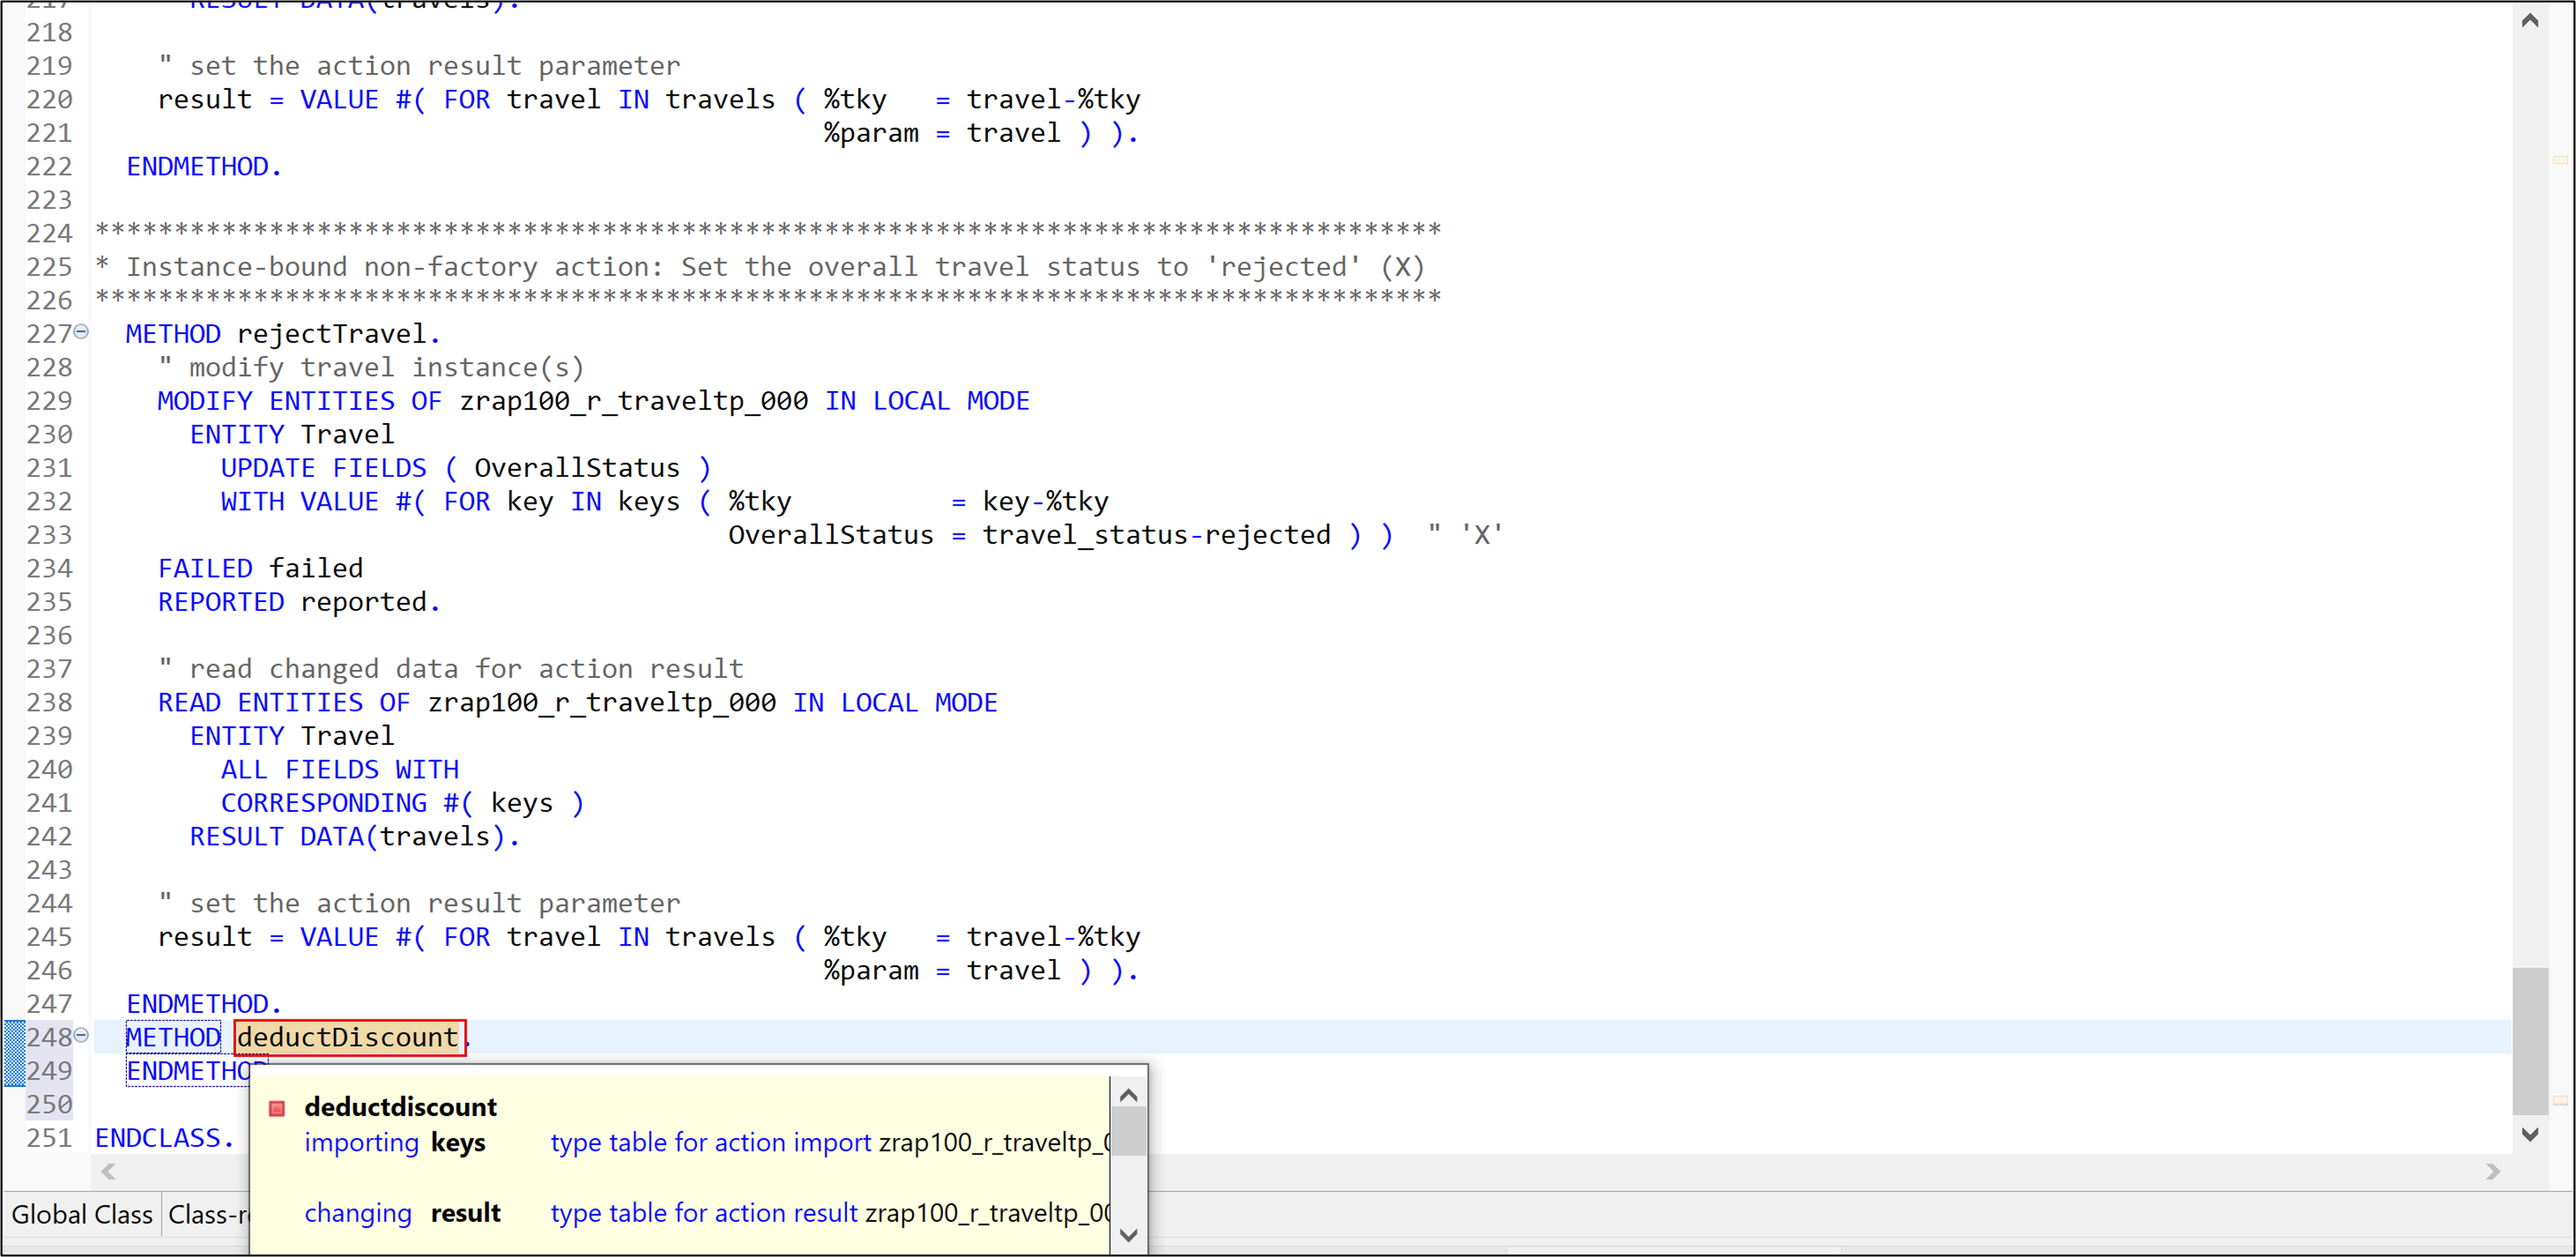 217 RESULT DATA(travels).
218
219 " set the action result parameter
220 result = VALUE #( FOR travel IN travels ( %tky = travel-%tky
221 %param = travel ) ).
222 ENDMETHOD.
223
224 *************************************************************************************
225 * Instance-bound non-factory action: Set the overall travel status to 'rejected' (X)
226 *************************************************************************************
227 METHOD rejectTravel.
228 " modify travel instance(s)
229 MODIFY ENTITIES OF zrap100_r_traveltp_000 IN LOCAL MODE
230 ENTITY Travel
231 UPDATE FIELDS ( OverallStatus )
232 WITH VALUE #( FOR key IN keys ( %tky = key-%tky
233 OverallStatus = travel_status-rejected ) ) " 'X'
234 FAILED failed
235 REPORTED reported.
236
237 " read changed data for action result
238 READ ENTITIES OF zrap100_r_traveltp_000 IN LOCAL MODE
239 ENTITY Travel
240 ALL FIELDS WITH
241 CORRESPONDING #( keys )
242 RESULT DATA(travels).
243
244 " set the action result parameter
245 result = VALUE #( FOR travel IN travels ( %tky = travel-%tky
246 %param = travel ) ).
247 ENDMETHOD.
248 METHOD deductDiscount.
249 ENDMETHOD
250
251 ENDCLASS.
deductdiscount
importing keys type table for action import zrap100_r_traveltp_0
changing result type table for action result zrap100_r_traveltp_00
Global Class Class-r